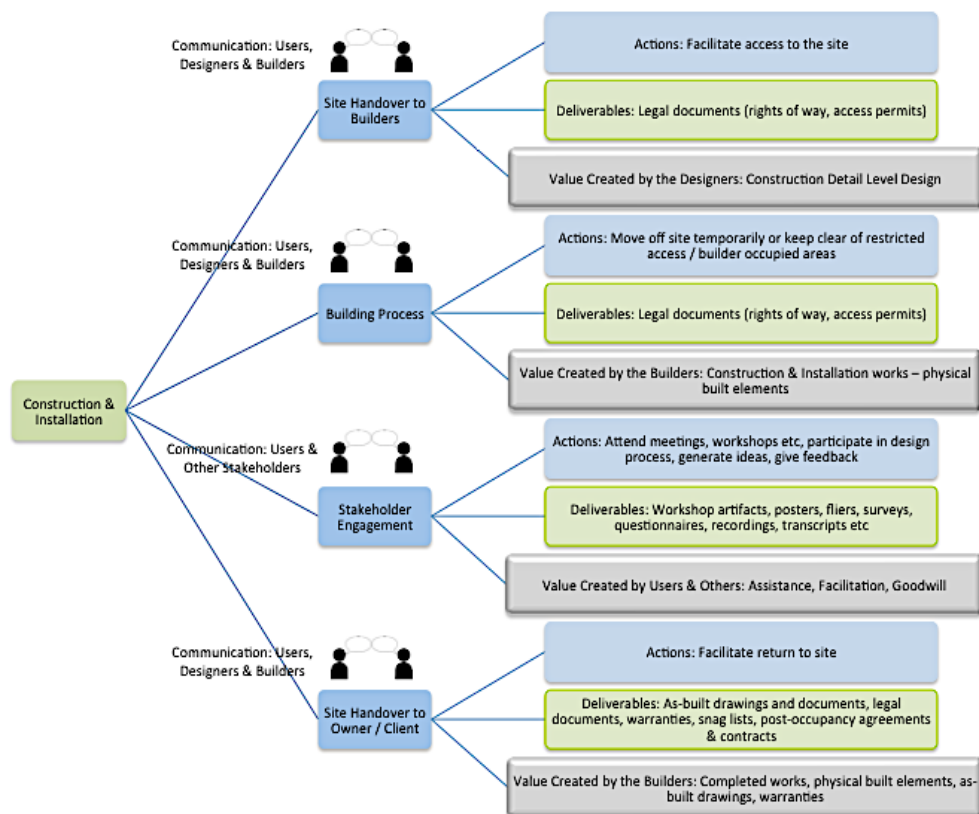 Communication: Users,
Designers & Builders
Site Handover to
Builders
Actions: Facilitate access to the site
Deliverables: Legal documents (rights of way, access permits)
Value Created by the Designers: Construction Detail Level Design
Communication: Users,
Designers & Builders
Building Process
Actions: Move off site temporarily or keep clear of restricted
access / builder occupied areas
Deliverables: Legal documents (rights of way, access permits)
Value Created by the Builders: Construction & Installation works – physical
built elements
Construction &
Installation
Communication: Users &
Other Stakeholders
Stakeholder
Engagement
Actions: Attend meetings, workshops etc, participate in design
process, generate ideas, give feedback
Deliverables: Workshop artifacts, posters, fliers, surveys,
questionnaires, recordings, transcripts etc
Value Created by Users & Others: Assistance, Facilitation, Goodwill
Communication: Users,
Designers & Builders
Site Handover to
Owner / Client
Actions: Facilitate return to site
Deliverables: As-built drawings and documents, legal
documents, warranties, snag lists, post-occupancy agreements
& contracts
Value Created by the Builders: Completed works, physical built elements, as-
built drawings, warranties